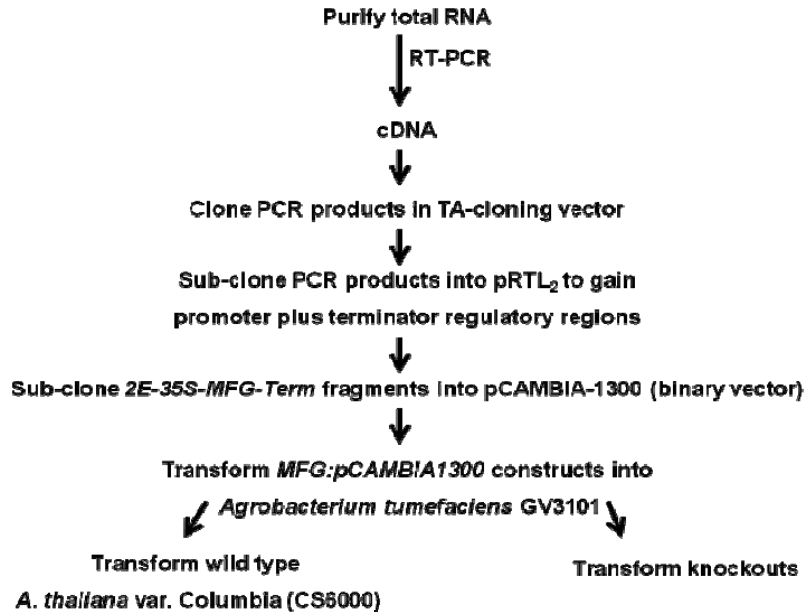 Purify total RNA
RT-PCR
cDNA
Clone PCR products in TA-cloning vector
Sub-clone PCR products into pRTL₂ to gain
promoter plus terminator regulatory regions
Sub-clone 2E-35S-MFG-Term fragments into pCAMBIA-1300 (binary vector)
Transform MFG:pCAMBIA1300 constructs into
Agrobacterium tumefaciens GV3101
Transform wild type
A. thaliana var. Columbia (CS6000)
Transform knockouts